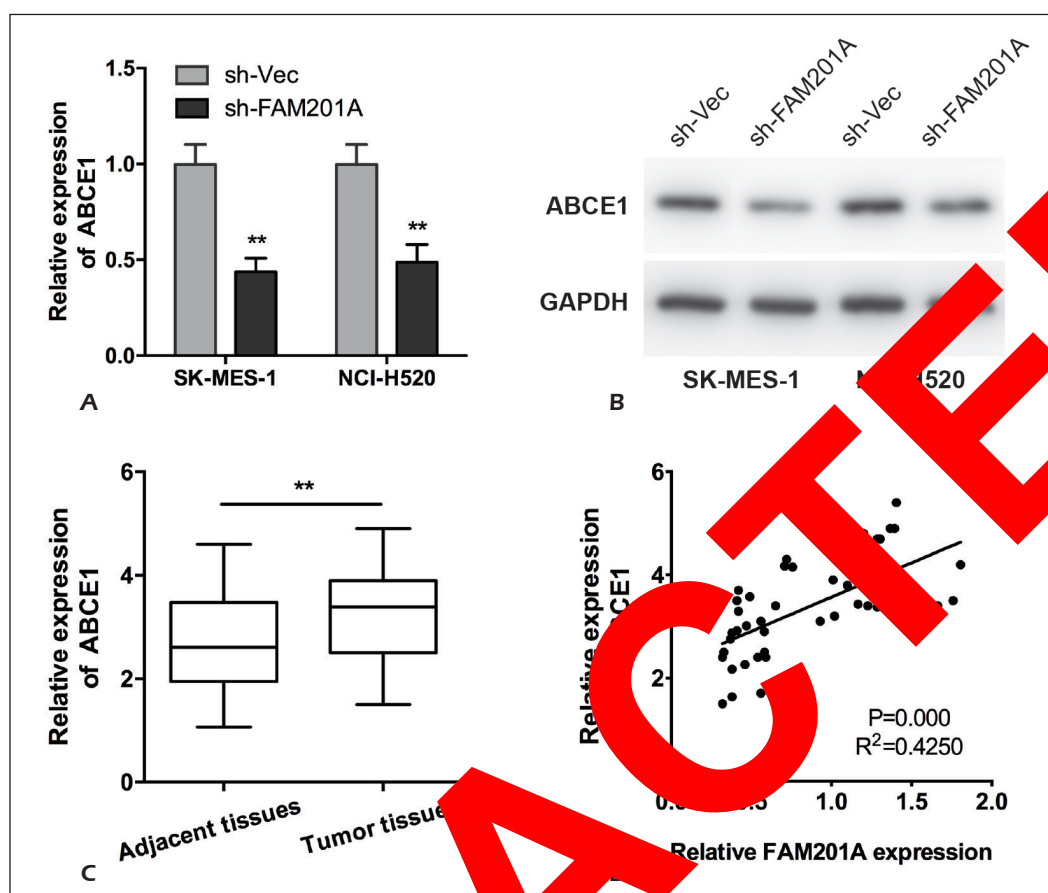 1.5
1.0
0.5
0.0
Relative expression
of ABCE1
sh-Vec
sh-FAM201A
**
**
SK-MES-1
NCI-H520
A
sh-Vec
sh-FAM201A
sh-Vec
sh-FAM201A
ABCE1
GAPDH
SK-MES-1
B
6
4
2
0
Relative expression
of ABCE1
**
Adjacent tissues
Tumor
C
6
4
2
0
Relative expression
P=0.000
R²=0.4250
1.0
1.5
2.0
Relative FAM201A expression
ACTE